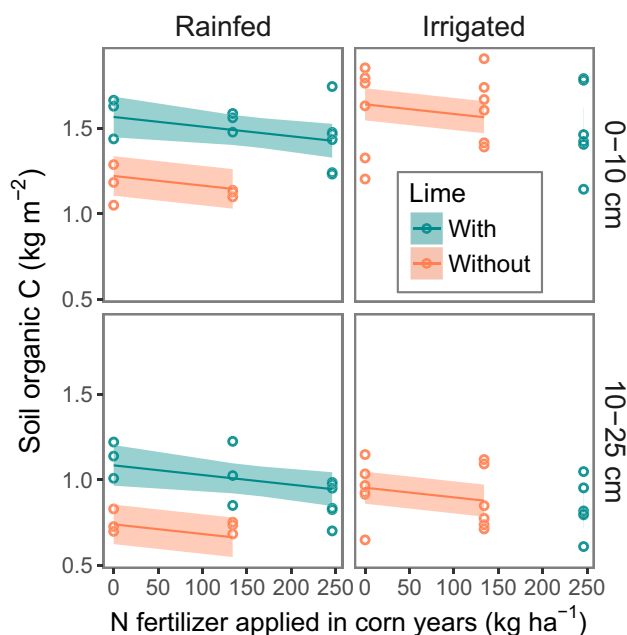 Rainfed Irrigated
Soil organic C (kg m⁻²)
1.5
1.0
0.5
0−10 cm
Lime
With
Without
1.5
1.0
0.5
10−25 cm
0 50 100 150 200 250 0 50 100 150 200 250
N fertilizer applied in corn years (kg ha⁻¹)